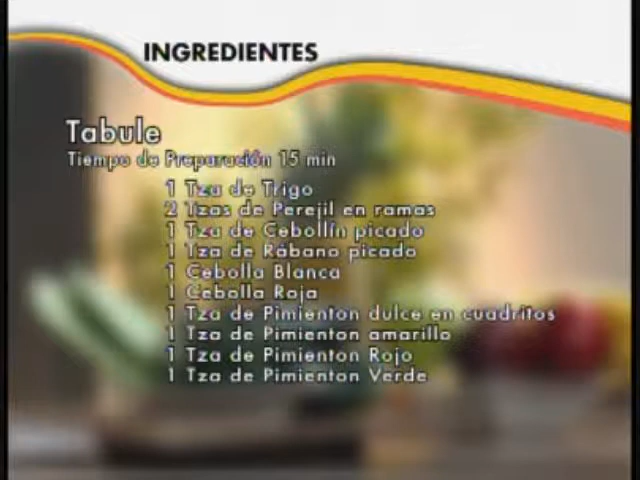 INGREDIENTES
Tabule
Tiempo de Preparación 15 min
1 Tza de Trigo
2 Tzas de Perejil en ramas
1 Tza de Cebollín picado
1 Tza de Rábano picado
1 Cebolla Blanca
1 Cebolla Roja
1 Tza de Pimienton dulce en cuadritos
1 Tza de Pimienton amarillo
1 Tza de Pimienton Rojo
1 Tza de Pimienton Verde